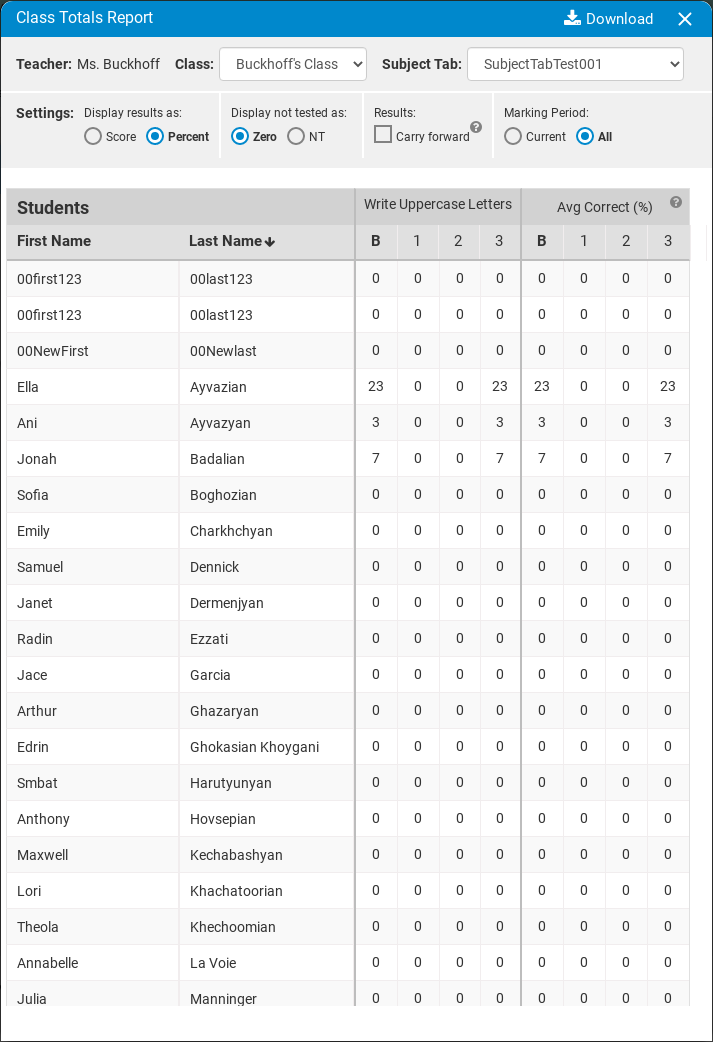 Class Totals Report Download
Teacher: Ms. Buckhoff Class: Buckhoff's Class Subject Tab: SubjectTabTest001
Settings: Display results as: Score Percent Display not tested as: Zero NT Results: Carry forward ? Marking Period: Current All
Students Write Uppercase Letters Avg Correct (%) ?
First Name Last Name B 1 2 3 B 1 2 3
00first123 00last123 0 0 0 0 0 0 0 0
00first123 00last123 0 0 0 0 0 0 0 0
00NewFirst 00Newlast 0 0 0 0 0 0 0 0
Ella Ayvazian 23 0 0 23 23 0 0 23
Ani Ayvazyan 3 0 0 3 3 0 0 3
Jonah Badalian 7 0 0 7 7 0 0 7
Sofia Boghozian 0 0 0 0 0 0 0 0
Emily Charkhchyan 0 0 0 0 0 0 0 0
Samuel Dennick 0 0 0 0 0 0 0 0
Janet Dermenjyan 0 0 0 0 0 0 0 0
Radin Ezzati 0 0 0 0 0 0 0 0
Jace Garcia 0 0 0 0 0 0 0 0
Arthur Ghazaryan 0 0 0 0 0 0 0 0
Edrin Ghokasian Khoygani 0 0 0 0 0 0 0 0
Smbat Harutyunyan 0 0 0 0 0 0 0 0
Anthony Hovsepian 0 0 0 0 0 0 0 0
Maxwell Kechabashyan 0 0 0 0 0 0 0 0
Lori Khachatoorian 0 0 0 0 0 0 0 0
Theola Khechoomian 0 0 0 0 0 0 0 0
Annabelle La Voie 0 0 0 0 0 0 0 0
Julia Manninger 0 0 0 0 0 0 0 0